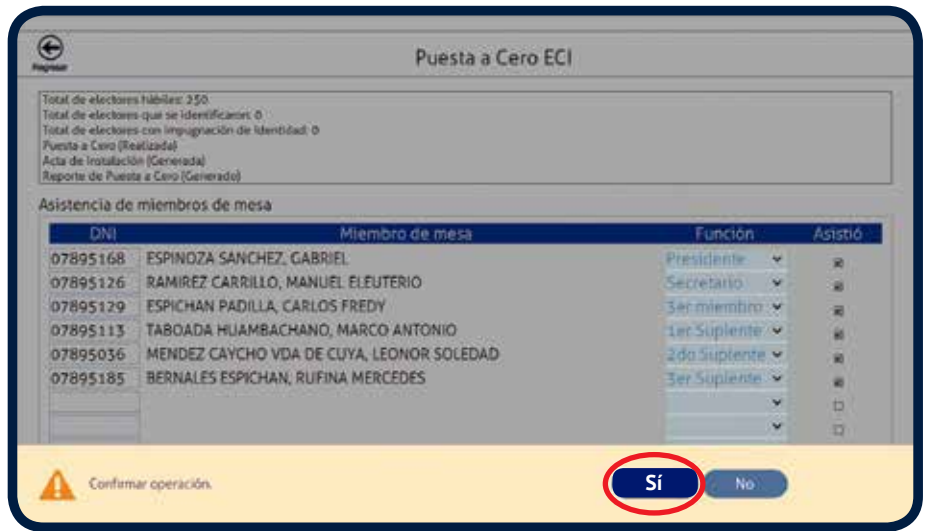 Regresar
Puesta a Cero ECI
Total de electores hábiles: 250
Total de electores que se identificaron: 0
Total de electores con impugnación de Identidad: 0
Puesta a Cero (Realizada)
Acta de Instalación (Generada)
Reporte de Puesta a Cero (Generado)
Asistencia de miembros de mesa
DNI Miembro de mesa Función Asistió
07895168 ESPINOZA SANCHEZ, GABRIEL Presidente
07895126 RAMIREZ CARRILLO, MANUEL ELEUTERIO Secretario
07895129 ESPICHAN PADILLA, CARLOS FREDY 3er miembro
07895113 TABOADA HUAMBACHANO, MARCO ANTONIO 1er Suplente
07895036 MENDEZ CAYCHO VDA DE CUYA, LEONOR SOLEDAD 2do Suplente
07895185 BERNALES ESPICHAN, RUFINA MERCEDES 3er Suplente
Confirmar operación. Sí No